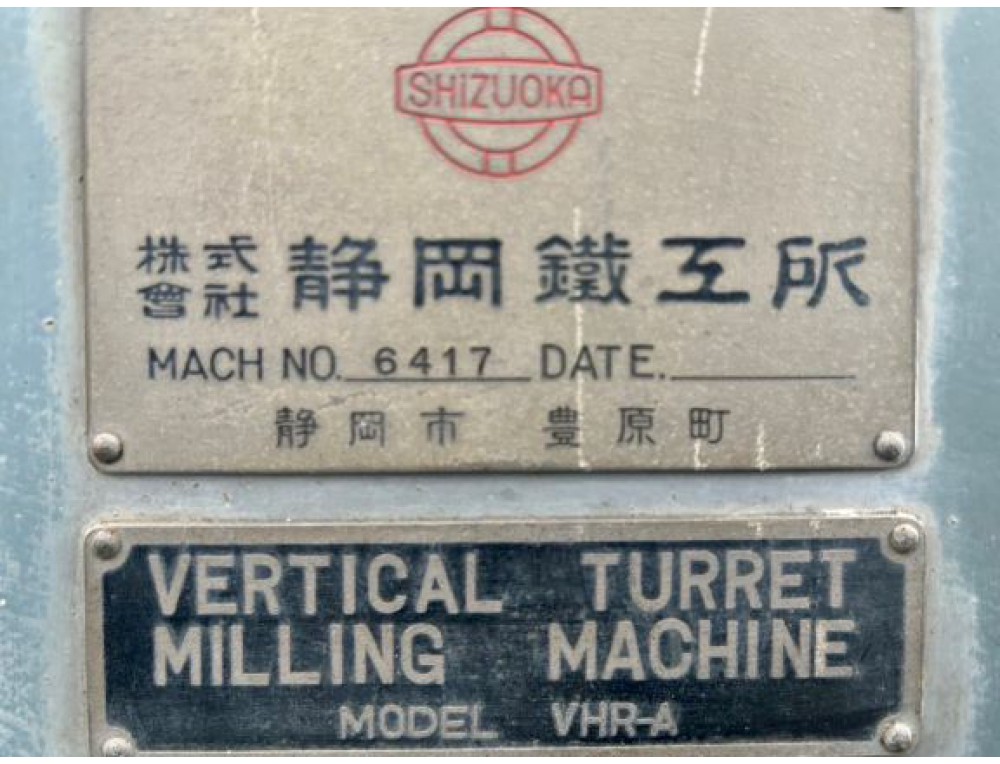 SHiZUOKA
株式會社 静岡鐵工所
MACH NO. 6417 DATE.
静岡市 豊原町
VERTICAL TURRET
MILLING MACHINE
MODEL VHR-A